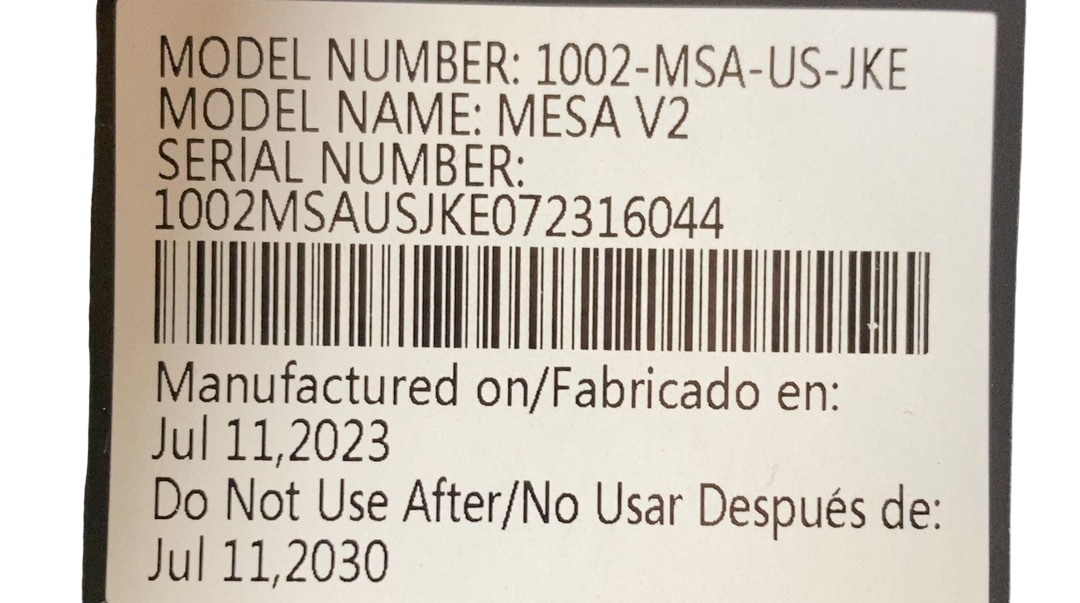 MODEL NUMBER: 1002-MSA-US-JKE
MODEL NAME: MESA V2
SERIAL NUMBER:
1002MSAUSJKE072316044
Manufactured on/Fabricado en:
Jul 11,2023
Do Not Use After/No Usar Después de:
Jul 11,2030